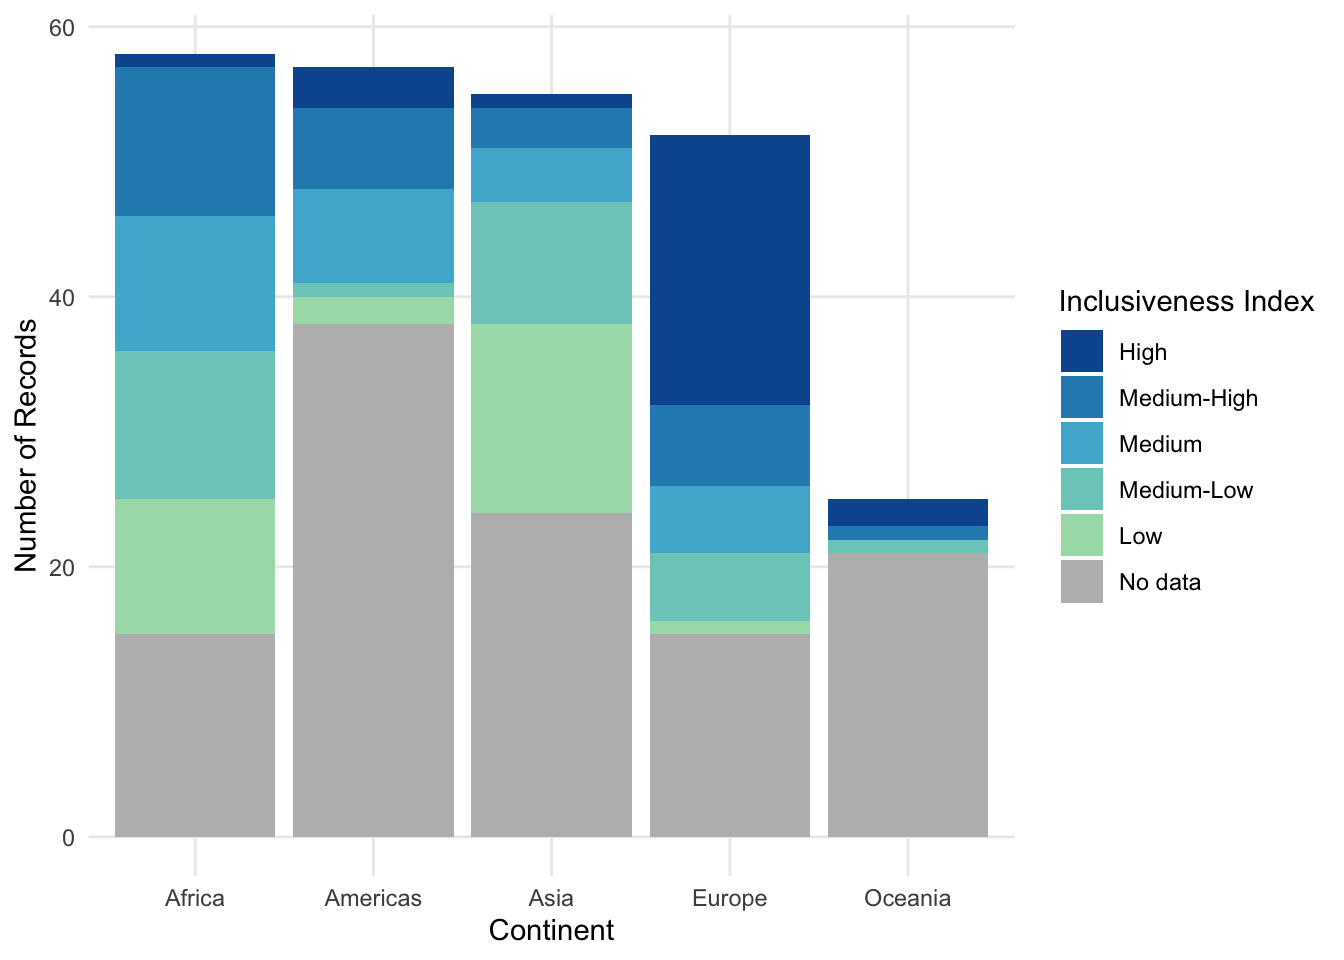 60
40
20
0
Number of Records
Africa
Americas
Asia
Europe
Oceania
Continent
Inclusiveness Index
High
Medium-High
Medium
Medium-Low
Low
No data